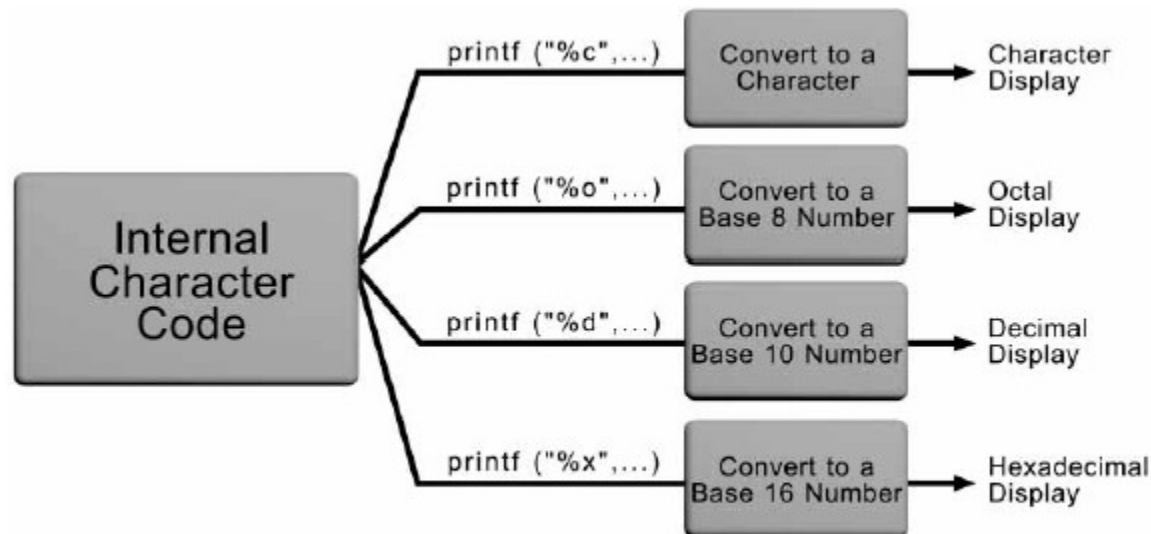 printf ("%c",...)
Convert to a
Character
Character
Display
printf ("%o",...)
Convert to a
Base 8 Number
Octal
Display
Internal
Character
Code
printf ("%d",...)
Convert to a
Base 10 Number
Decimal
Display
printf ("%x",...)
Convert to a
Base 16 Number
Hexadecimal
Display